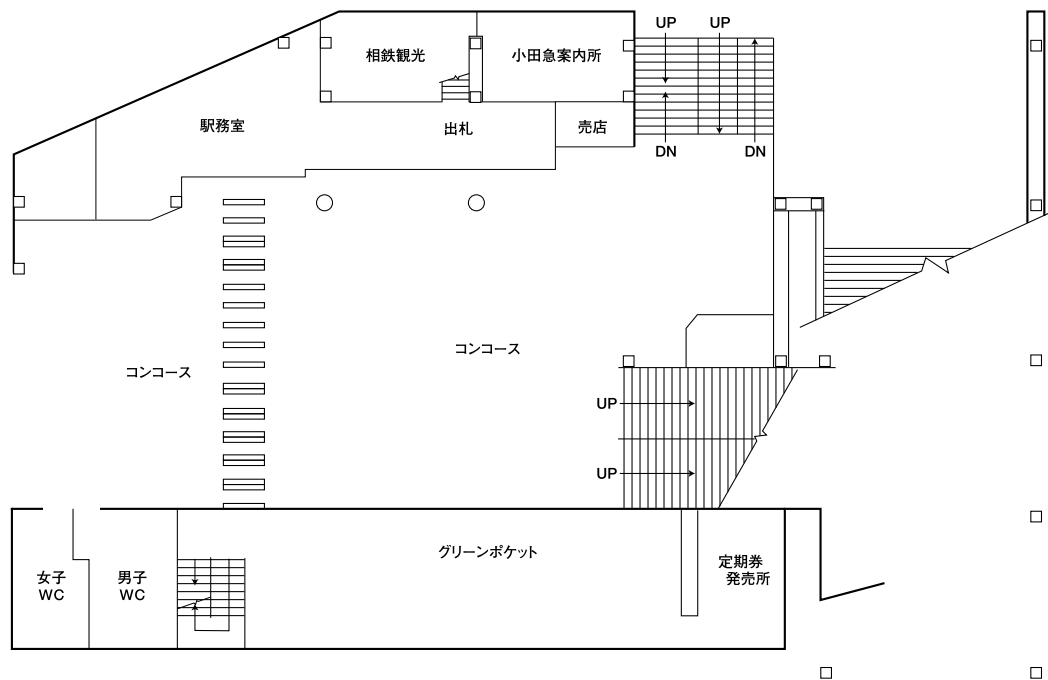 UP
UP
相鉄観光
小田急案内所
駅務室
出札
売店
DN
DN
コンコース
コンコース
UP
UP
グリーンポケット
定期券
発売所
女子
WC
男子
WC